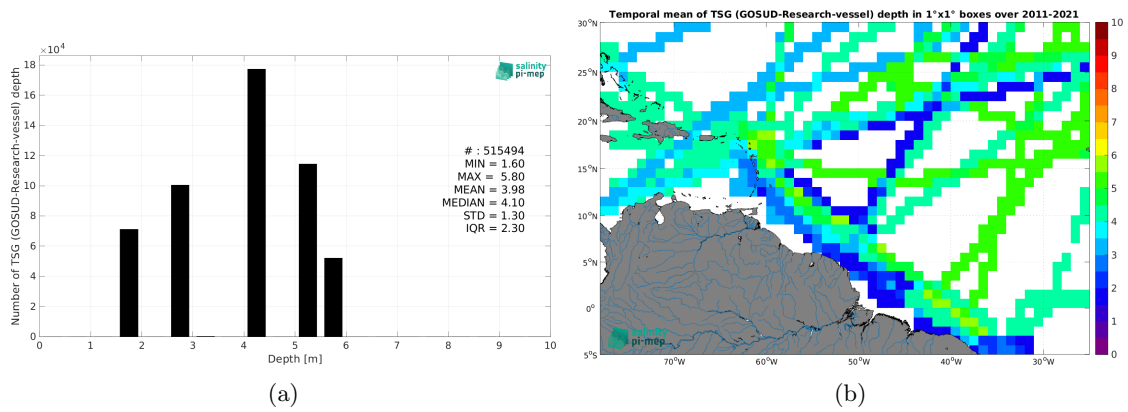 ×10⁴
18
16
14
12
10
8
6
4
2
0
Number of TSG (GOSUD-Research-vessel) depth
salinity
pi-mep
# : 515494
MIN = 1.60
MAX = 5.80
MEAN = 3.98
MEDIAN = 4.10
STD = 1.30
IQR = 2.30
0 1 2 3 4 5 6 7 8 9 10
Depth [m]
(a)
Temporal mean of TSG (GOSUD-Research-vessel) depth in 1°x1° boxes over 2011-2021
30°N
25°N
20°N
15°N
10°N
5°N
0°
5°S
70°W 60°W 50°W 40°W 30°W
salinity
pi-mep
10
9
8
7
6
5
4
3
2
1
0
(b)